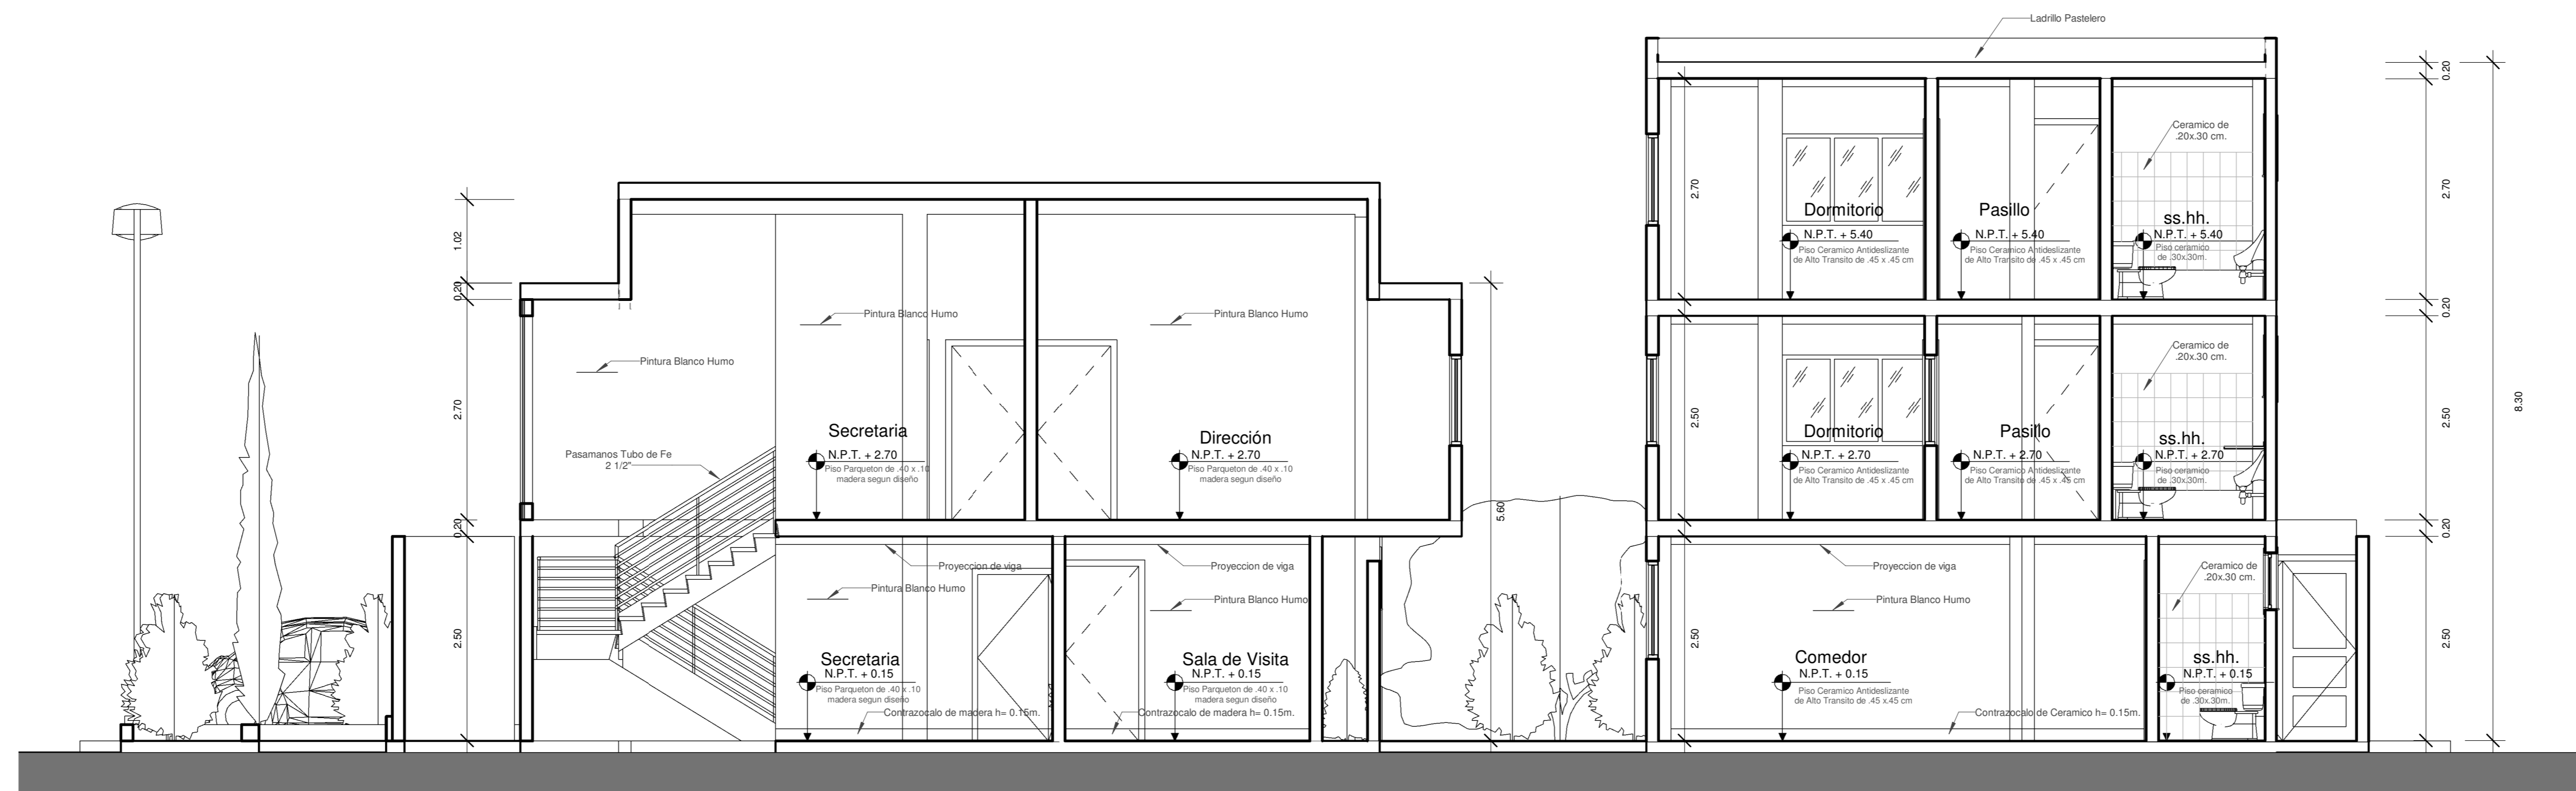 Ladrillo Pastelero
0.20
2.70
0.20
2.50
0.20
2.50
8.30
2.70
2.50
2.50
Dormitorio
N.P.T. + 5.40
Piso Ceramico Antideslizante
de Alto Transito de .45 x .45 cm
Pasillo
N.P.T. + 5.40
Piso Ceramico Antideslizante
de Alto Transito de .45 x .45 cm
Ceramico de
.20x.30 cm.
ss.hh.
N.P.T. + 5.40
Piso ceramico
de .30x.30m.
Dormitorio
N.P.T. + 2.70
Piso Ceramico Antideslizante
de Alto Transito de .45 x .45 cm
Pasillo
N.P.T. + 2.70
Piso Ceramico Antideslizante
de Alto Transito de .45 x .45 cm
Ceramico de
.20x.30 cm.
ss.hh.
N.P.T. + 2.70
Piso ceramico
de .30x.30m.
Proyeccion de viga
Pintura Blanco Humo
Comedor
N.P.T. + 0.15
Piso Ceramico Antideslizante
de Alto Transito de .45 x.45 cm
Contrazocalo de Ceramico h= 0.15m.
Ceramico de
.20x.30 cm.
ss.hh.
N.P.T. + 0.15
Piso ceramico
de .30x.30m.
1.02
0.20
2.70
0.20
2.50
5.60
Pintura Blanco Humo
Pintura Blanco Humo
Pintura Blanco Humo
Pasamanos Tubo de Fe
2 1/2"
Secretaria
N.P.T. + 2.70
Piso Parqueton de .40 x .10
madera segun diseño
Dirección
N.P.T. + 2.70
Piso Parqueton de .40 x .10
madera segun diseño
Proyeccion de viga
Pintura Blanco Humo
Secretaria
N.P.T. + 0.15
Piso Parqueton de .40 x .10
madera segun diseño
Contrazocalo de madera h= 0.15m.
Proyeccion de viga
Pintura Blanco Humo
Sala de Visita
N.P.T. + 0.15
Piso Parqueton de .40 x .10
madera segun diseño
Contrazocalo de madera h= 0.15m.